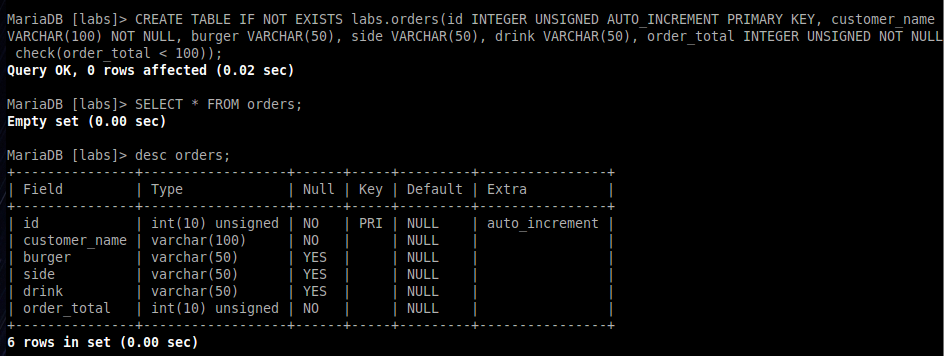 MariaDB [labs]> CREATE TABLE IF NOT EXISTS labs.orders(id INTEGER UNSIGNED AUTO_INCREMENT PRIMARY KEY, customer_name
VARCHAR(100) NOT NULL, burger VARCHAR(50), side VARCHAR(50), drink VARCHAR(50), order_total INTEGER UNSIGNED NOT NULL
 check(order_total < 100));
Query OK, 0 rows affected (0.02 sec)

MariaDB [labs]> SELECT * FROM orders;
Empty set (0.00 sec)

MariaDB [labs]> desc orders;
+---------------+------------------+------+-----+---------+----------------+
| Field         | Type             | Null | Key | Default | Extra          |
+---------------+------------------+------+-----+---------+----------------+
| id            | int(10) unsigned | NO   | PRI | NULL    | auto_increment |
| customer_name | varchar(100)     | NO   |     | NULL    |                |
| burger        | varchar(50)      | YES  |     | NULL    |                |
| side          | varchar(50)      | YES  |     | NULL    |                |
| drink         | varchar(50)      | YES  |     | NULL    |                |
| order_total   | int(10) unsigned | NO   |     | NULL    |                |
+---------------+------------------+------+-----+---------+----------------+
6 rows in set (0.00 sec)